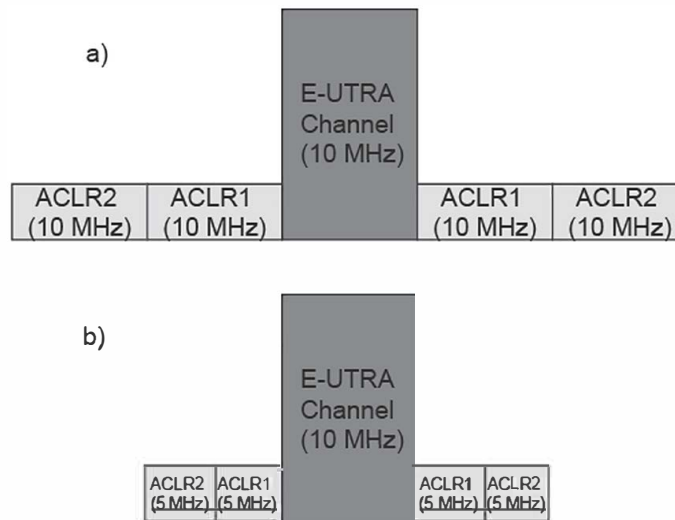 a)
E-UTRA
Channel
(10 MHz)
ACLR2
(10 MHz)
ACLR1
(10 MHz)
ACLR1
(10 MHz)
ACLR2
(10 MHz)
b)
E-UTRA
Channel
(10 MHz)
ACLR2
(5 MHz)
ACLR1
(5 MHz)
ACLR1
(5 MHz)
ACLR2
(5 MHz)